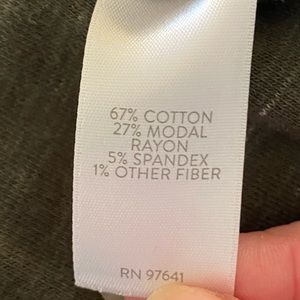 67% COTTON
27% MODAL
RAYON
5% SPANDEX
1% OTHER FIBER
RN 97641